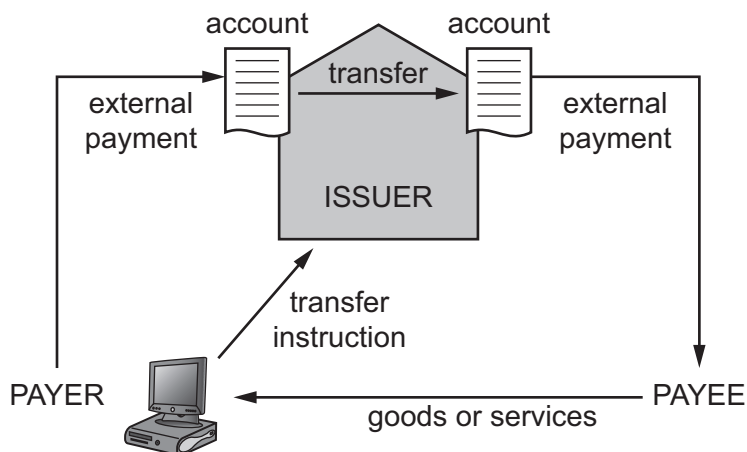 account
account
transfer
external
payment
external
payment
ISSUER
transfer
instruction
PAYER
PAYEE
goods or services